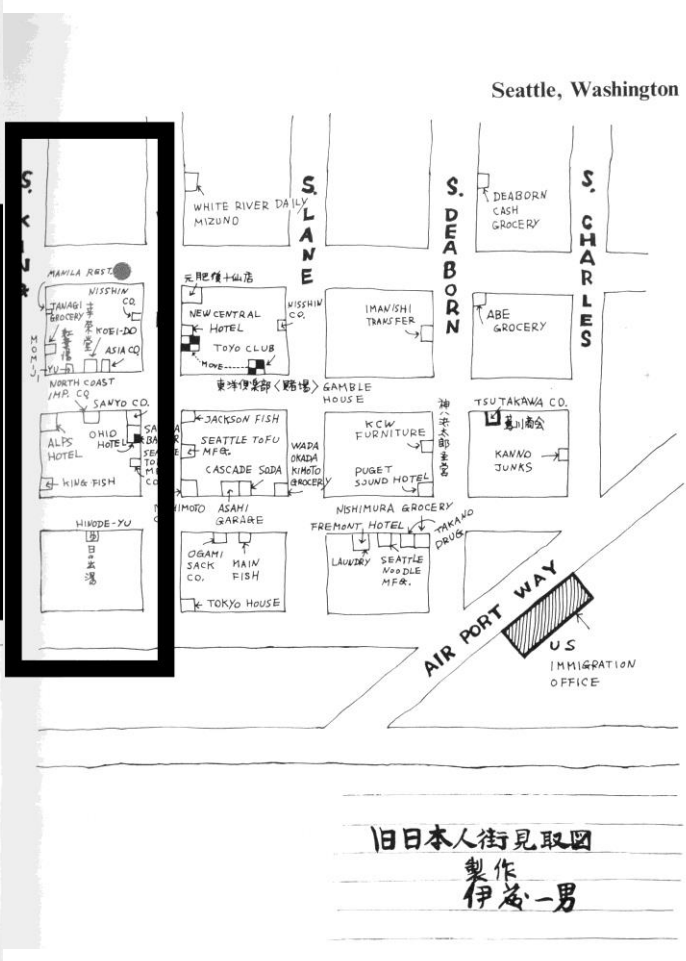 Seattle, Washington
S. LANE
S. DEABORN
S. CHARLES
WHITE RIVER DAILY
MIZUNO
DEABORN
CASH
GROCERY
MANILA REST.
NISSHIN
CO.
TANAGI
GROCERY
KOEI-DO
ASIA CO.
MOMIJI
-YU
NORTH COAST
IMP. CO.
NEW CENTRAL
HOTEL
NISSHIN
CO.
MOVE
TOYO CLUB
東洋倶楽部〈賭場〉GAMBLE
HOUSE
IMANISHI
TRANSFER
ABE
GROCERY
SANYO CO.
ALPS
HOTEL
OHIO
HOTEL
KING FISH
JACKSON FISH
SEATTLE TOFU
MFG.
CASCADE SODA
WADA
OKADA
KIMOTO
GROCERY
KCW
FURNITURE
PUGET
SOUND HOTEL
TSUTAKAWA CO.
KANNO
JUNKS
ASAHI
GARAGE
NISHIMURA GROCERY
FREMONT HOTEL
TAKANO
DRUG
HINODE-YU
日の出湯
OGAMI
SACK
CO.
MAIN
FISH
TOKYO HOUSE
LAUNDRY
SEATTLE
NOODLE
MFG.
AIR PORT WAY
US
IMMIGRATION
OFFICE
旧日本人街見取図
製作
伊藤一男